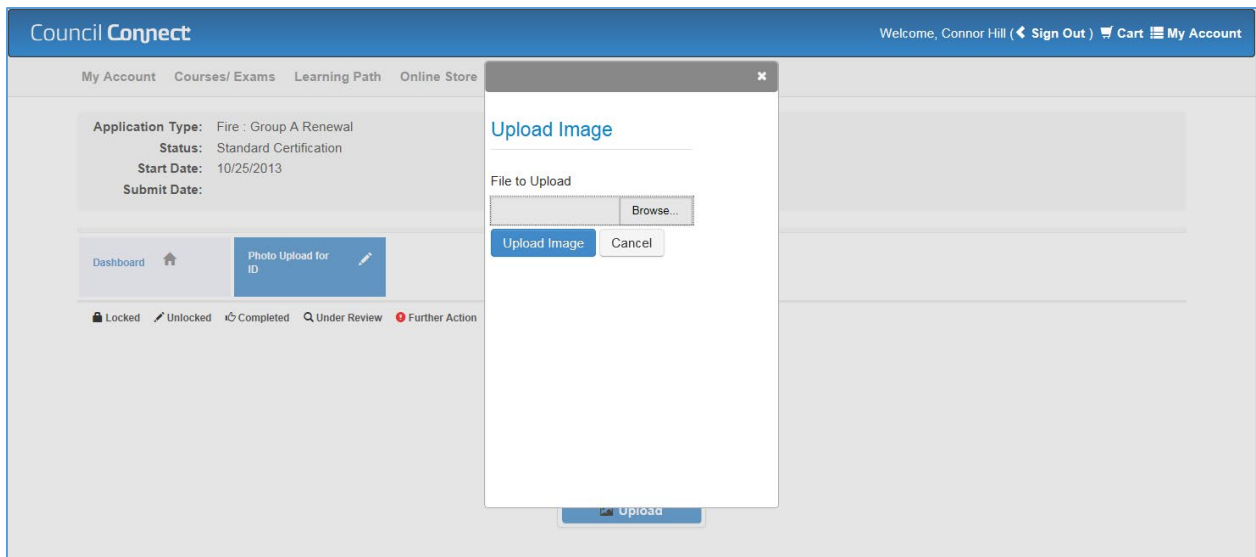 Council Connect
Welcome, Connor Hill ( Sign Out ) Cart My Account
My Account Courses/ Exams Learning Path Online Store
Application Type: Fire : Group A Renewal
Status: Standard Certification
Start Date: 10/25/2013
Submit Date:
Dashboard
Photo Upload for
ID
Locked Unlocked Completed Under Review Further Action
Upload Image
File to Upload
Browse...
Upload Image Cancel
Upload